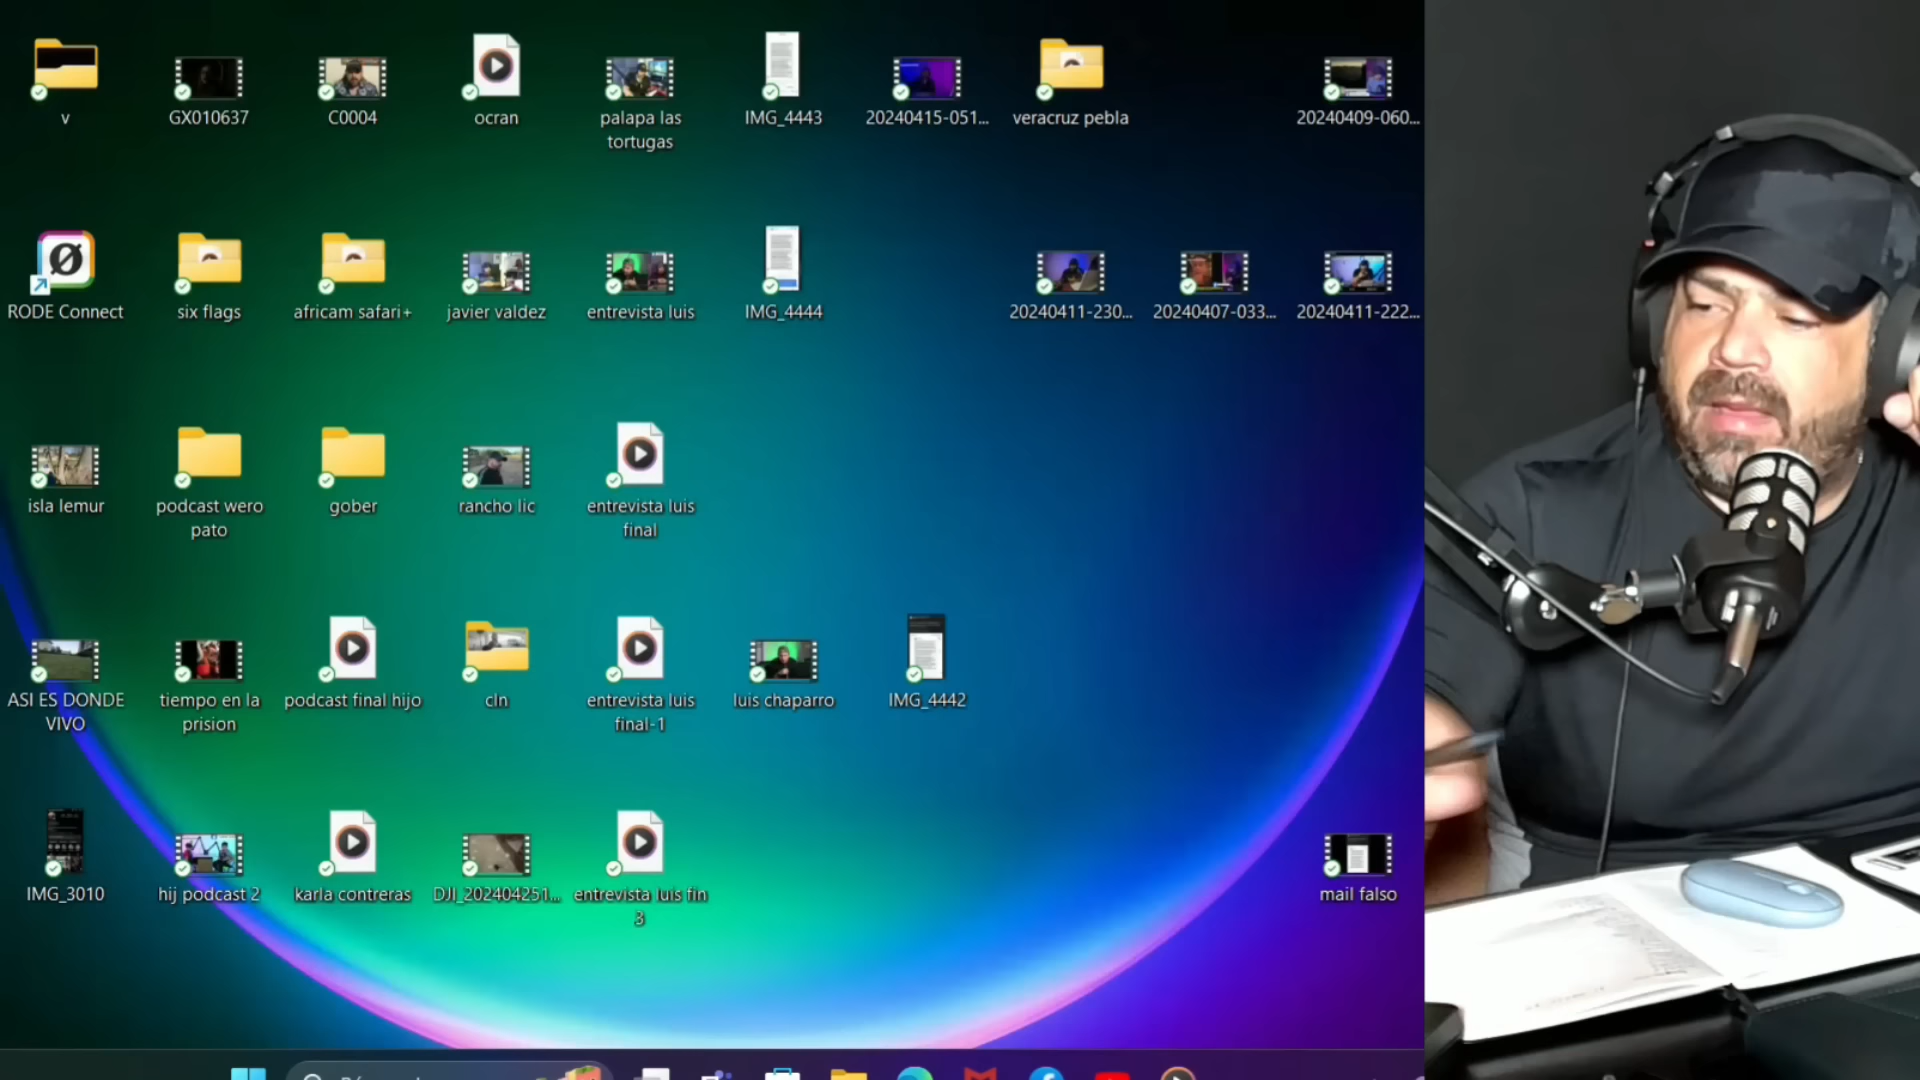 v
GX010637
C0004
ocran
palapa las
tortugas
IMG_4443
20240415-051...
veracruz pebla
20240409-060...
RODE Connect
six flags
africam safari+
javier valdez
entrevista luis
IMG_4444
20240411-230...
20240407-033...
20240411-222...
isla lemur
podcast wero
pato
gober
rancho lic
entrevista luis
final
ASI ES DONDE
VIVO
tiempo en la
prision
podcast final hijo
cln
entrevista luis
final-1
luis chaparro
IMG_4442
IMG_3010
hij podcast 2
karla contreras
DJI_202404251...
entrevista luis fin
3
mail falso